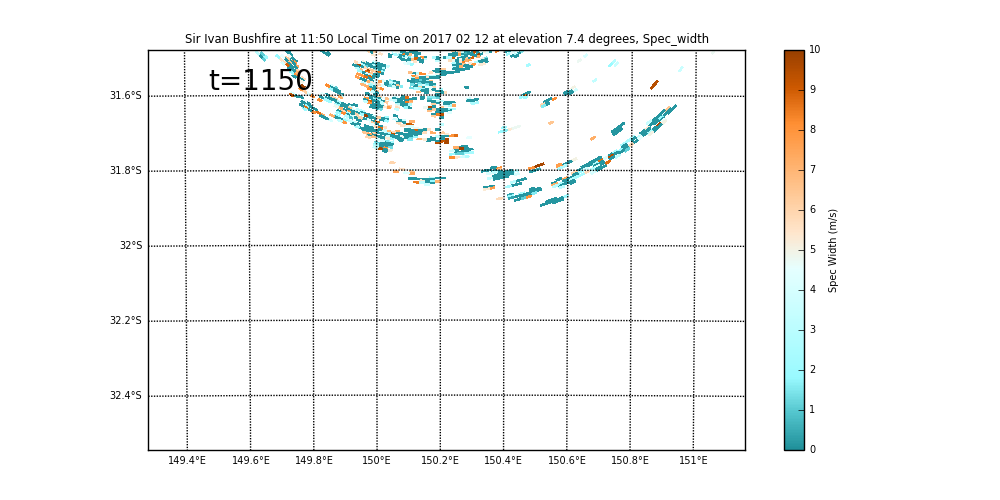 Sir Ivan Bushfire at 11:50 Local Time on 2017 02 12 at elevation 7.4 degrees, Spec_width
t=1150
31.6°S
31.8°S
32°S
32.2°S
32.4°S
149.4°E 149.6°E 149.8°E 150°E 150.2°E 150.4°E 150.6°E 150.8°E 151°E
10
9
8
7
6
5
4
3
2
1
0
Spec Width (m/s)